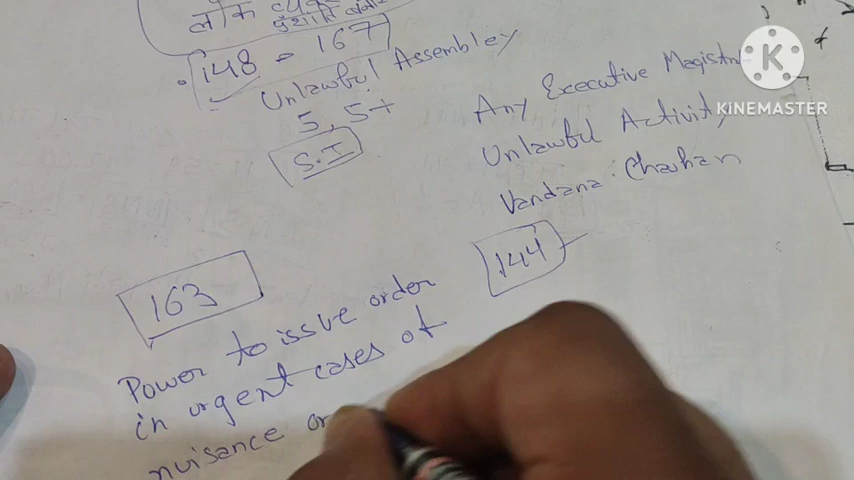 लोक व्यवस्था
148 - 167
Unlawful Assembley
5, 5+
S.I
Any Executive Magistr
Unlawful Activity
Vandana Chauhan
163
144
Power to issue order
in urgent cases of
nuisance or
K
KINEMASTER